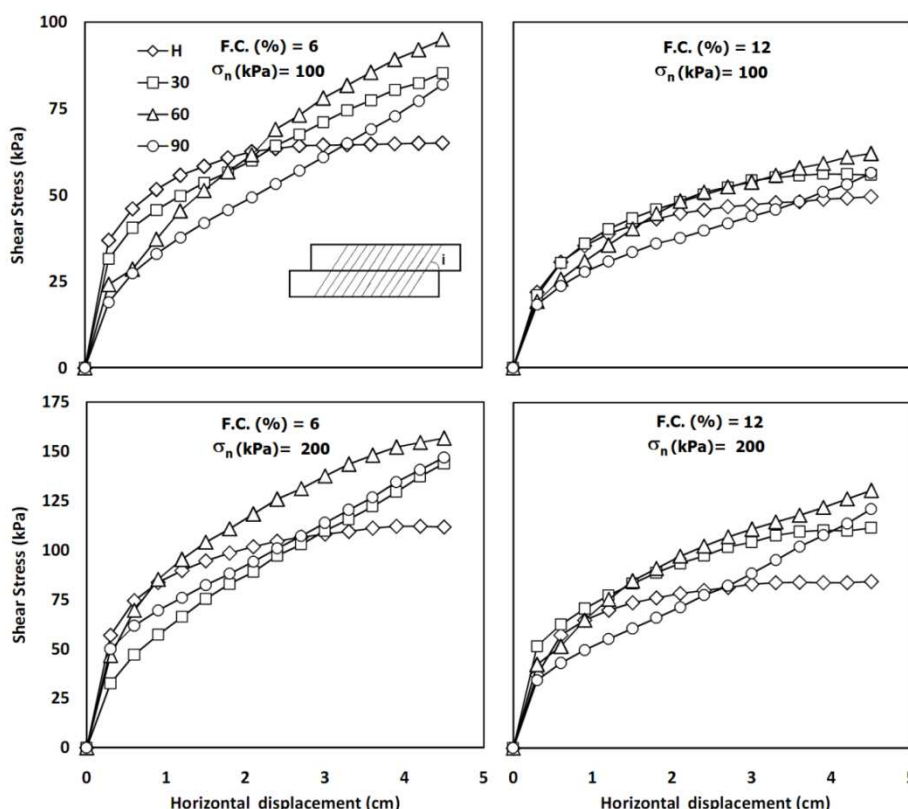 100
75
50
25
0
Shear Stress (kPa)
H
30
60
90
F.C. (%) = 6
σn (kPa)= 100
i
F.C. (%) = 12
σn (kPa)= 100
175
150
125
100
75
50
25
0
Shear Stress (kPa)
F.C. (%) = 6
σn (kPa)= 200
0 1 2 3 4 5
Horizontal displacement (cm)
F.C. (%) = 12
σn (kPa)= 200
0 1 2 3 4 5
Horizontal displacement (cm)